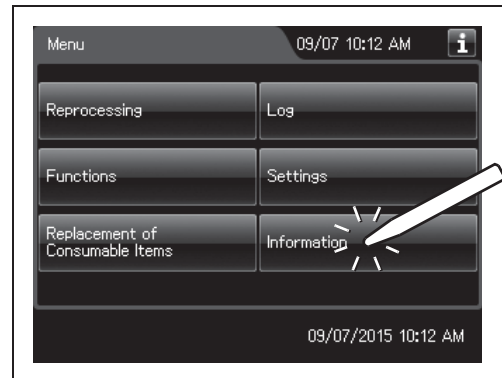 Menu
09/07 10:12 AM
i
Reprocessing
Log
Functions
Settings
Replacement of
Consumable Items
Information
09/07/2015 10:12 AM